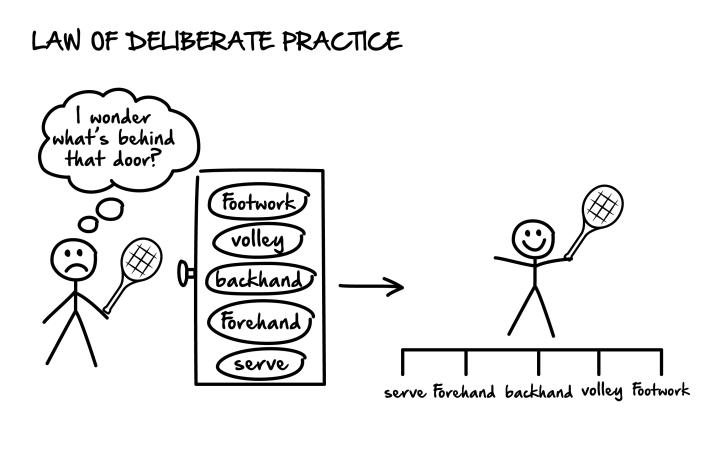 LAW OF DELIBERATE PRACTICE
I wonder
what's behind
that door?
Footwork
volley
backhand
Forehand
serve
serve Forehand backhand volley Footwork